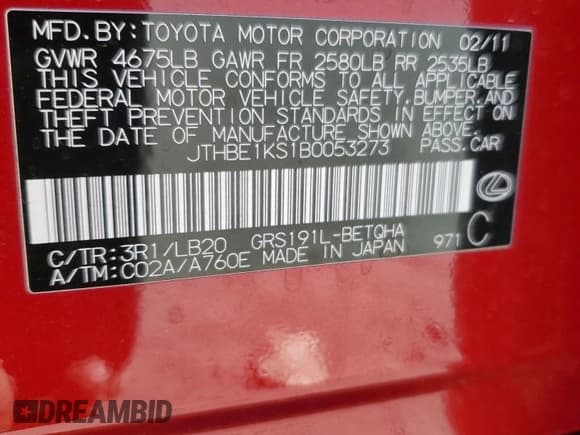 MFD. BY: TOYOTA MOTOR CORPORATION 02/11
GVWR 4675LB GAWR FR 2580LB RR 2535LB
THIS VEHICLE CONFORMS TO ALL APPLICABLE
FEDERAL MOTOR VEHICLE SAFETY, BUMPER, AND
THEFT PREVENTION STANDARDS IN EFFECT ON
THE DATE OF MANUFACTURE SHOWN ABOVE.
JTHBE1KS1B0053273 PASS. CAR
C/TR: 3R1/LB20 GRS191L-BETQHA
A/TM: C02A/A760E MADE IN JAPAN 971 C
DREAMBID